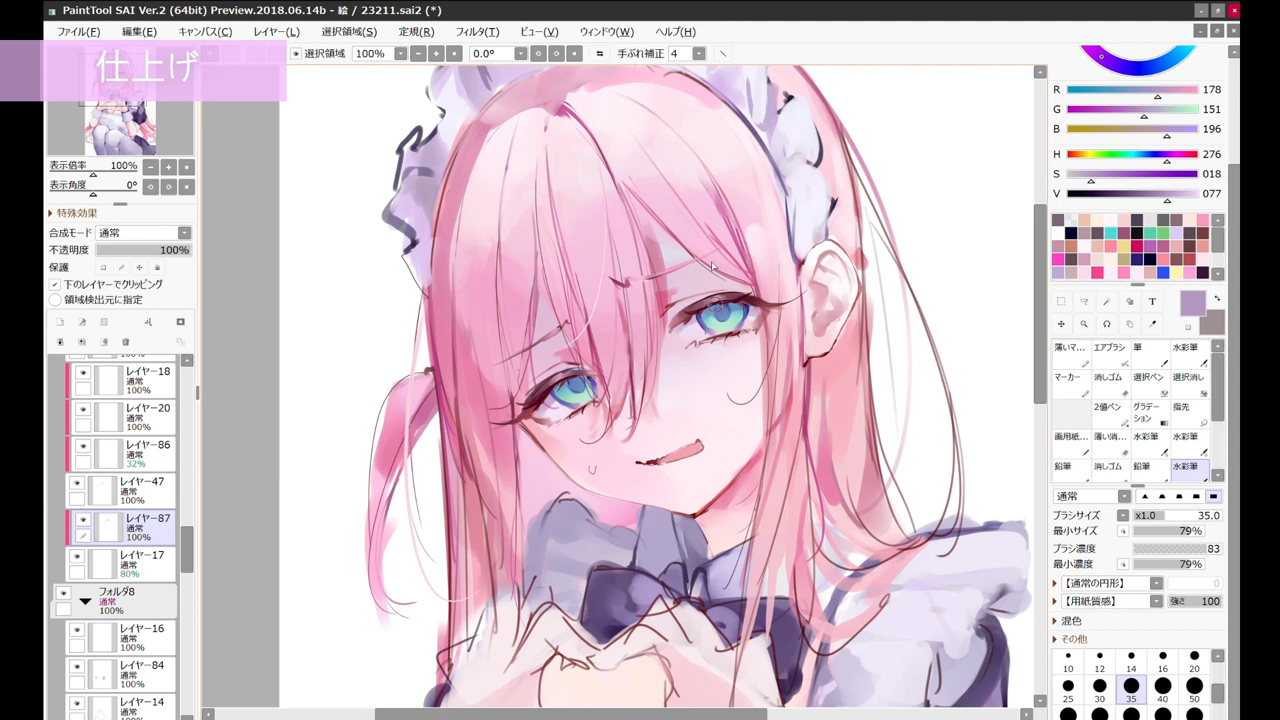 PaintTool SAI Ver.2 (64bit) Preview.2018.06.14b - 絵 / 23211.sai2 (*)
ファイル(F) 編集(E) キャンバス(C) レイヤー(L) 選択領域(S) 定規(R) フィルタ(T) ビュー(V) ウィンドウ(W) ヘルプ(H)
仕上げ
選択領域 100% 0.0° 手ぶれ補正 4
表示倍率 100%
表示角度 0°
特殊効果
合成モード 通常
不透明度 100%
保護
下のレイヤーでクリッピング
領域検出元に指定
100%
レイヤー18
通常
100%
レイヤー20
通常
100%
レイヤー86
通常
32%
レイヤー47
通常
100%
レイヤー87
通常
100%
レイヤー17
通常
80%
フォルダ8
通常
100%
レイヤー16
通常
100%
レイヤー84
通常
100%
レイヤー14
通常
100%
R 178
G 151
B 196
H 276
S 018
V 077
T
薄いマ... エアブラシ 筆 水彩筆
マーカー 消しゴム 選択ペン 選択消し
2値ペン グラデーション 指先
画用紙... 薄い消... 水彩筆 水彩筆
鉛筆 消しゴム 鉛筆 水彩筆
通常
ブラシサイズ x1.0 35.0
最小サイズ 79%
ブラシ濃度 83
最小濃度 79%
【通常の円形】 0
【用紙質感】 強さ 100
混色
その他
10 12 14 16 20
25 30 35 40 50